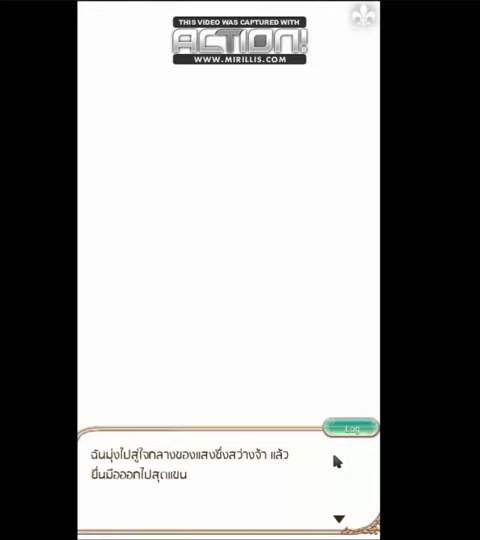 THIS VIDEO WAS CAPTURED WITH
ACTION!
WWW.MIRILLIS.COM
Log
ฉันมุ่งไปสู่ใจกลางของแสงซึ่งสว่างจ้า แล้ว
ยื่นมือออกไปสุดแขน